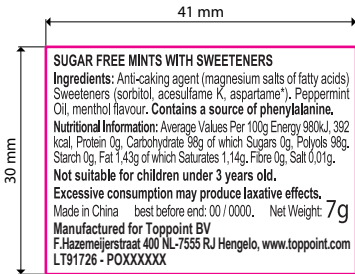 41 mm
30 mm
SUGAR FREE MINTS WITH SWEETENERS
Ingredients: Anti-caking agent (magnesium salts of fatty acids)
Sweeteners (sorbitol, acesulfame K, aspartame*). Peppermint
Oil, menthol flavour. Contains a source of phenylalanine.
Nutritional Information: Average Values Per 100g Energy 980kJ, 392
kcal, Protein 0g, Carbohydrate 98g of which Sugars 0g, Polyols 98g.
Starch 0g, Fat 1,43g of which Saturates 1,14g. Fibre 0g, Salt 0,01g.
Not suitable for children under 3 years old.
Excessive consumption may produce laxative effects.
Made in China best before end: 00 / 0000. Net Weight: 7g
Manufactured for Toppoint BV
F.Hazemeijerstraat 400 NL-7555 RJ Hengelo, www.toppoint.com
LT91726 - POXXXXXX